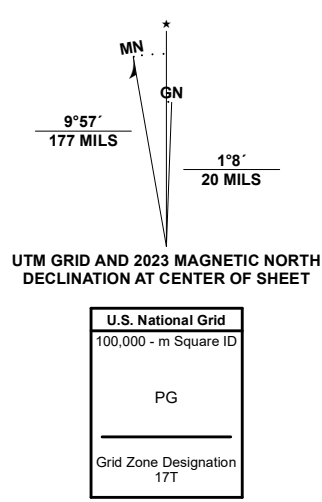 ★
MN
GN
9°57´
177 MILS
1°8´
20 MILS
UTM GRID AND 2023 MAGNETIC NORTH
DECLINATION AT CENTER OF SHEET
U.S. National Grid
100,000 - m Square ID
PG
Grid Zone Designation
17T